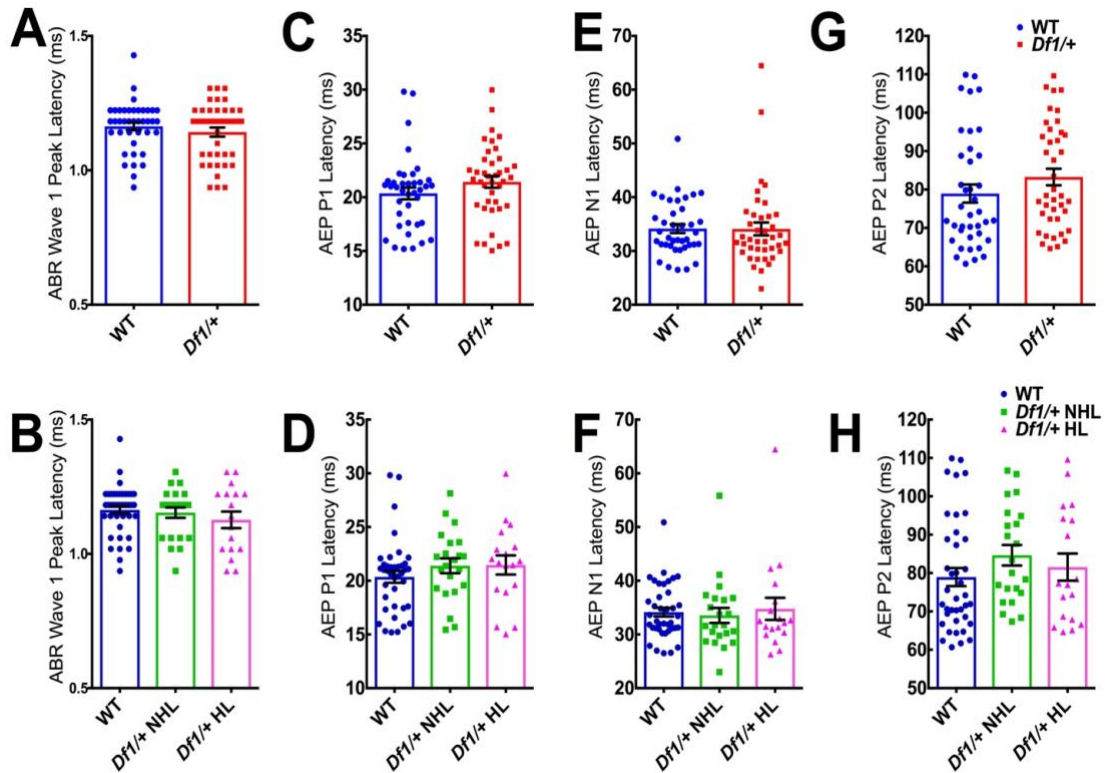 A
ABR Wave 1 Peak Latency (ms)
1.5
1.0
0.5
WT
Df1/+
C
AEP P1 Latency (ms)
35
30
25
20
15
10
WT
Df1/+
E
AEP N1 Latency (ms)
70
60
50
40
30
20
WT
Df1/+
G
AEP P2 Latency (ms)
120
110
100
90
80
70
60
50
WT
Df1/+
WT
Df1/+
B
ABR Wave 1 Peak Latency (ms)
1.5
1.0
0.5
WT
Df1/+ NHL
Df1/+ HL
D
AEP P1 Latency (ms)
35
30
25
20
15
10
WT
Df1/+ NHL
Df1/+ HL
F
AEP N1 Latency (ms)
70
60
50
40
30
20
WT
Df1/+ NHL
Df1/+ HL
H
AEP P2 Latency (ms)
120
110
100
90
80
70
60
50
WT
Df1/+ NHL
Df1/+ HL
WT
Df1/+ NHL
Df1/+ HL